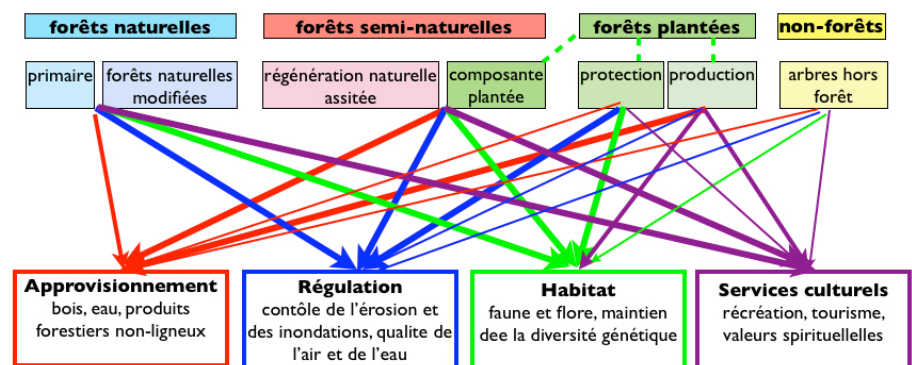 forêts naturelles
forêts semi-naturelles
forêts plantées
non-forêts
primaire
forêts naturelles
modifiées
régénération naturelle
assitée
composante
plantée
protection
production
arbres hors
forêt
Approvisionnement
bois, eau, produits
forestiers non-ligneux
Régulation
contôle de l'érosion et
des inondations, qualite de
l'air et de l'eau
Habitat
faune et flore, maintien
dee la diversité génétique
Services culturels
récréation, tourisme,
valeurs spirituellelles